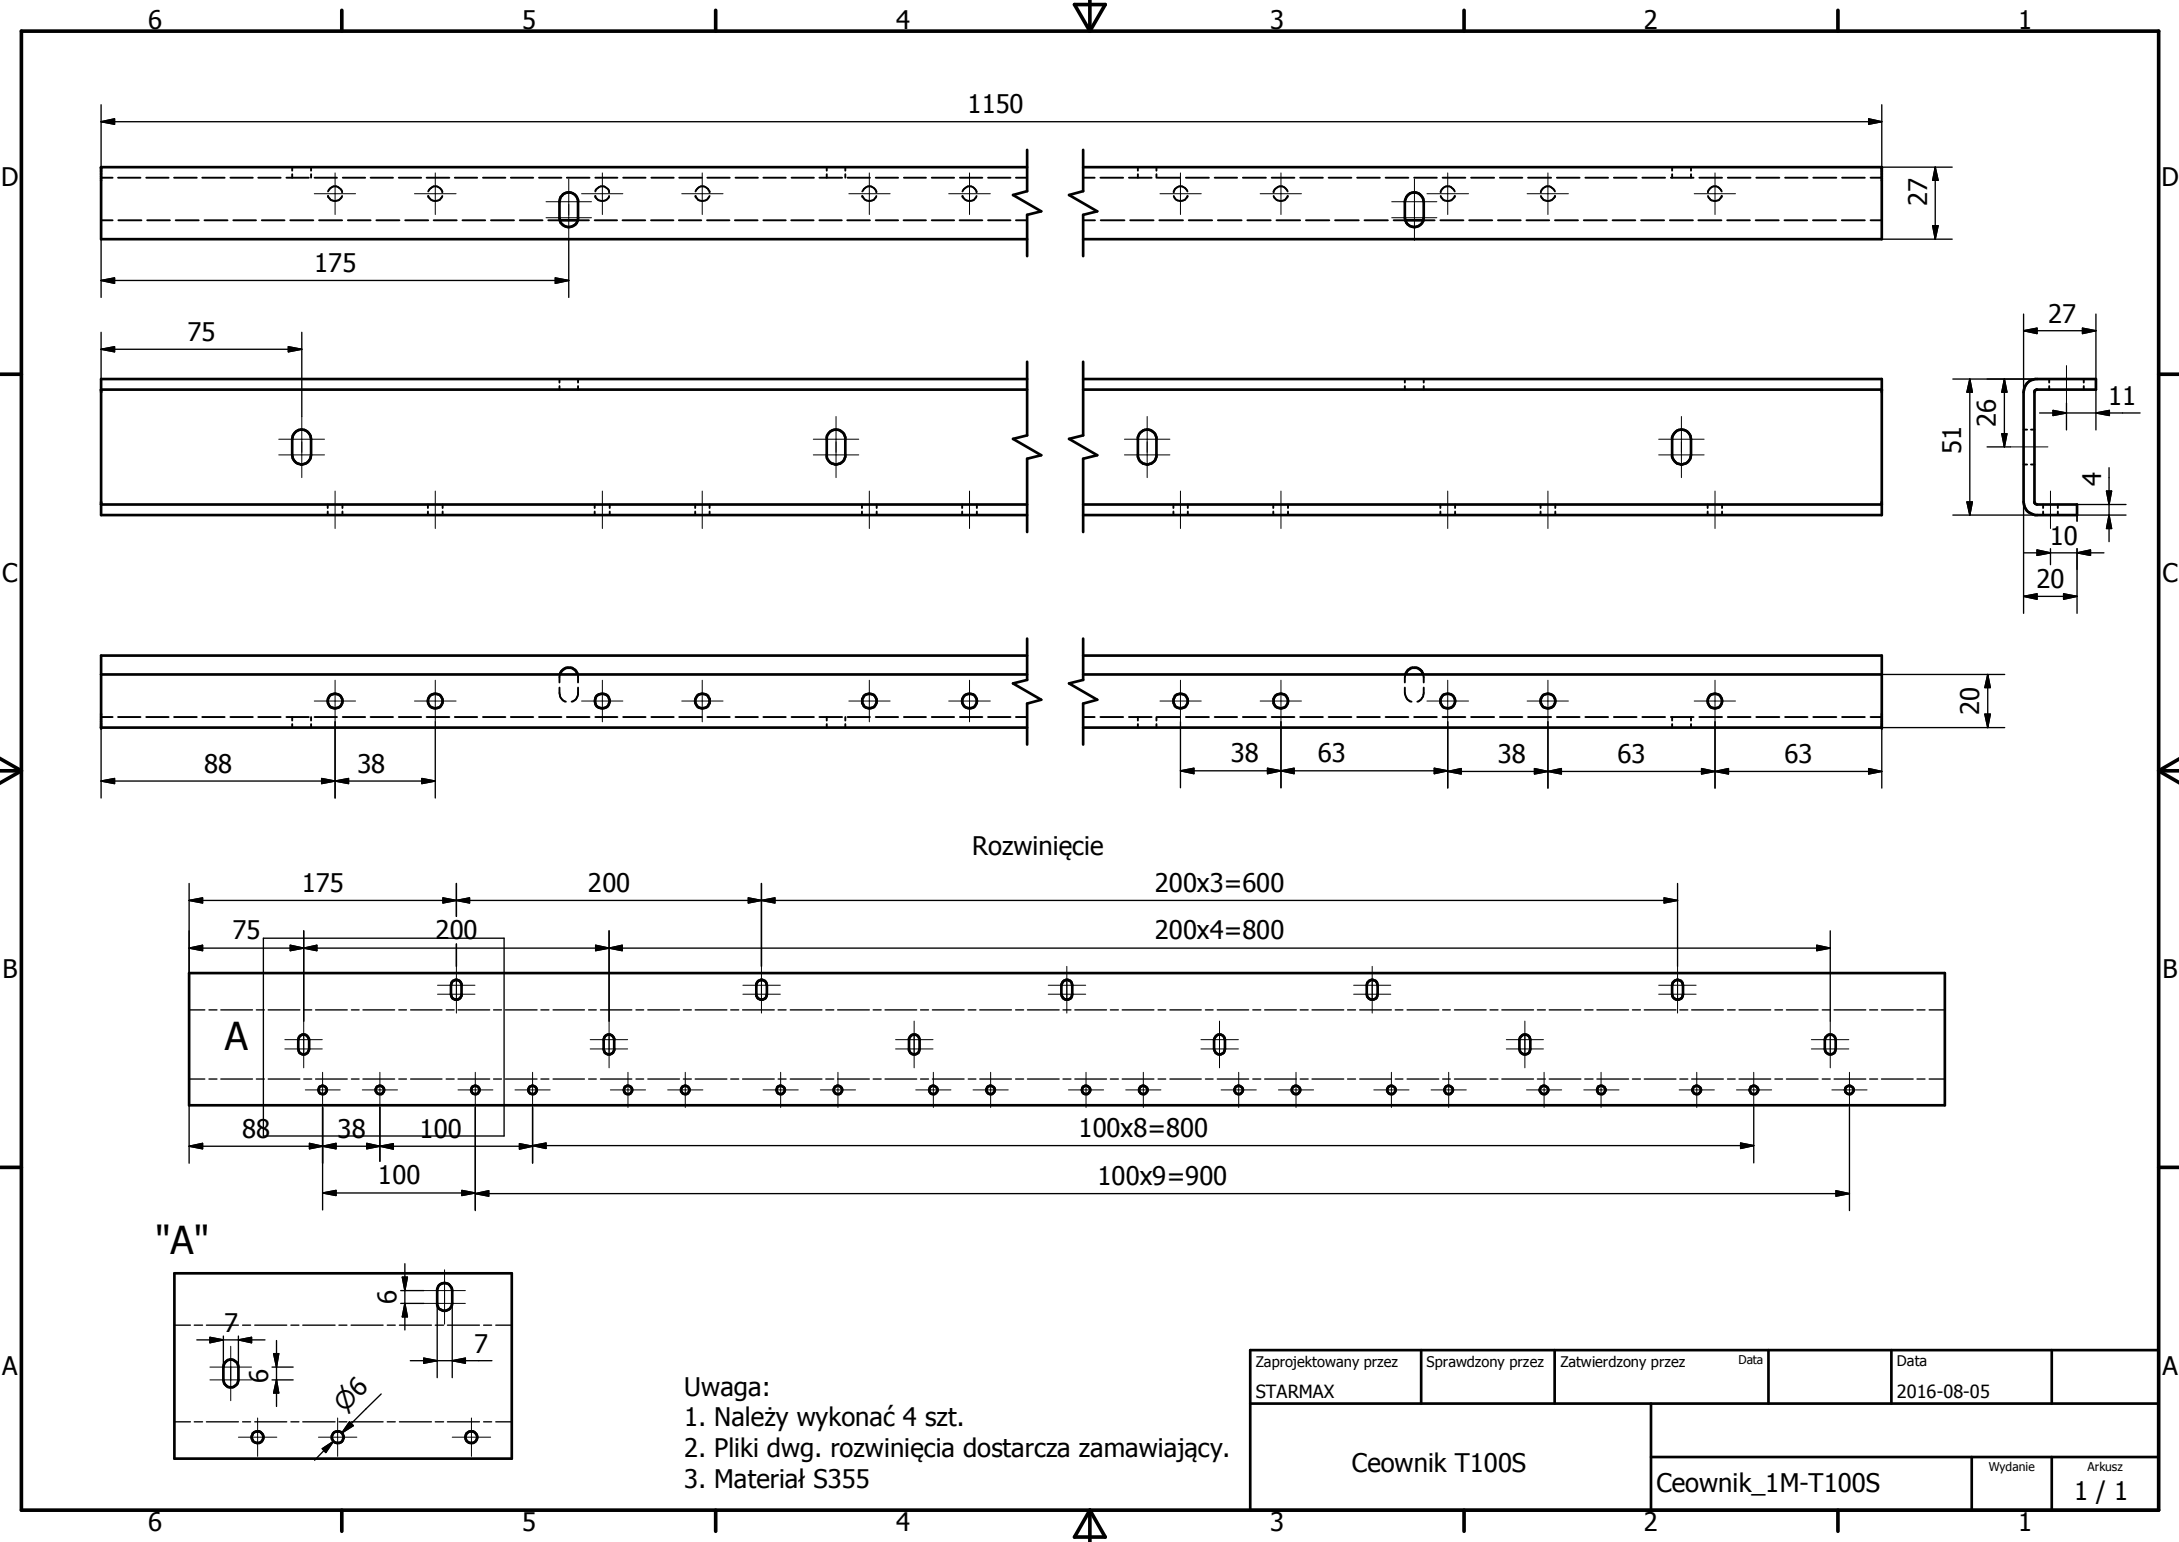 6 5 4 3 2 1
1150
D D
27
175
75
27
11
26
51
4
10
20
C C
20
88 38 38 63 38 63 63
Rozwinięcie
175 200 200x3=600
75 200 200x4=800
B B
A
88 38 100 100x8=800
100 100x9=900
"A"
6
7
7
6
Ø6
A A
Uwaga:
1. Należy wykonać 4 szt.
2. Pliki dwg. rozwinięcia dostarcza zamawiający.
3. Materiał S355
Zaprojektowany przez Sprawdzony przez Zatwierdzony przez Data Data
STARMAX 2016-08-05
Ceownik T100S
Ceownik_1M-T100S
Wydanie Arkusz
1 / 1
6 5 4 3 2 1